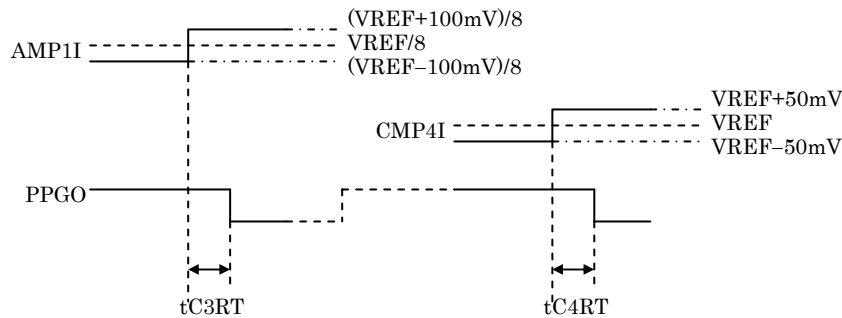 (VREF+100mV)/8
AMP1I
VREF/8
(VREF–100mV)/8
VREF+50mV
CMP4I
VREF
VREF–50mV
PPGO
tC3RT
tC4RT